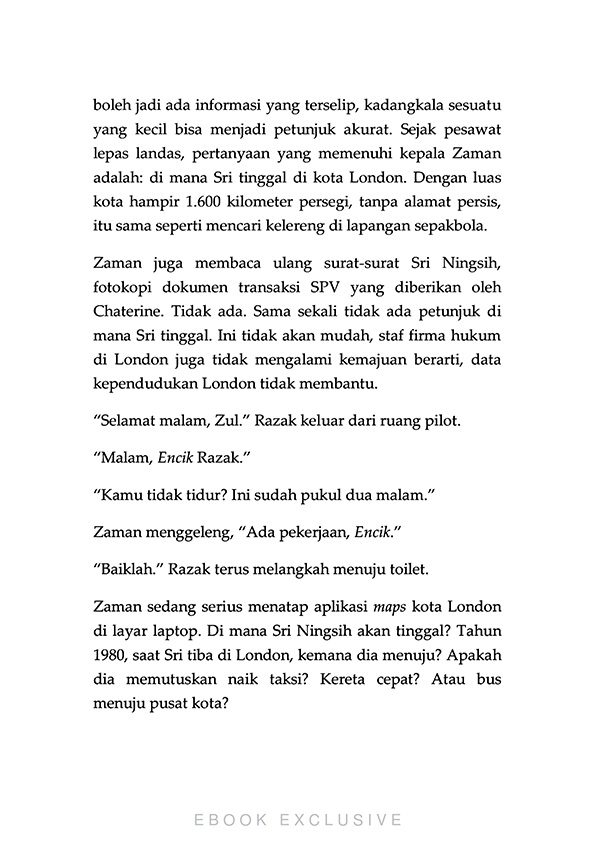 boleh jadi ada informasi yang terselip, kadangkala sesuatu
yang kecil bisa menjadi petunjuk akurat. Sejak pesawat
lepas landas, pertanyaan yang memenuhi kepala Zaman
adalah: di mana Sri tinggal di kota London. Dengan luas
kota hampir 1.600 kilometer persegi, tanpa alamat persis,
itu sama seperti mencari kelereng di lapangan sepakbola.
Zaman juga membaca ulang surat-surat Sri Ningsih,
fotokopi dokumen transaksi SPV yang diberikan oleh
Chaterine. Tidak ada. Sama sekali tidak ada petunjuk di
mana Sri tinggal. Ini tidak akan mudah, staf firma hukum
di London juga tidak mengalami kemajuan berarti, data
kependudukan London tidak membantu.
“Selamat malam, Zul.” Razak keluar dari ruang pilot.
“Malam, Encik Razak.”
“Kamu tidak tidur? Ini sudah pukul dua malam.”
Zaman menggeleng, “Ada pekerjaan, Encik.”
“Baiklah.” Razak terus melangkah menuju toilet.
Zaman sedang serius menatap aplikasi maps kota London
di layar laptop. Di mana Sri Ningsih akan tinggal? Tahun
1980, saat Sri tiba di London, kemana dia menuju? Apakah
dia memutuskan naik taksi? Kereta cepat? Atau bus
menuju pusat kota?
EBOOK EXCLUSIVE